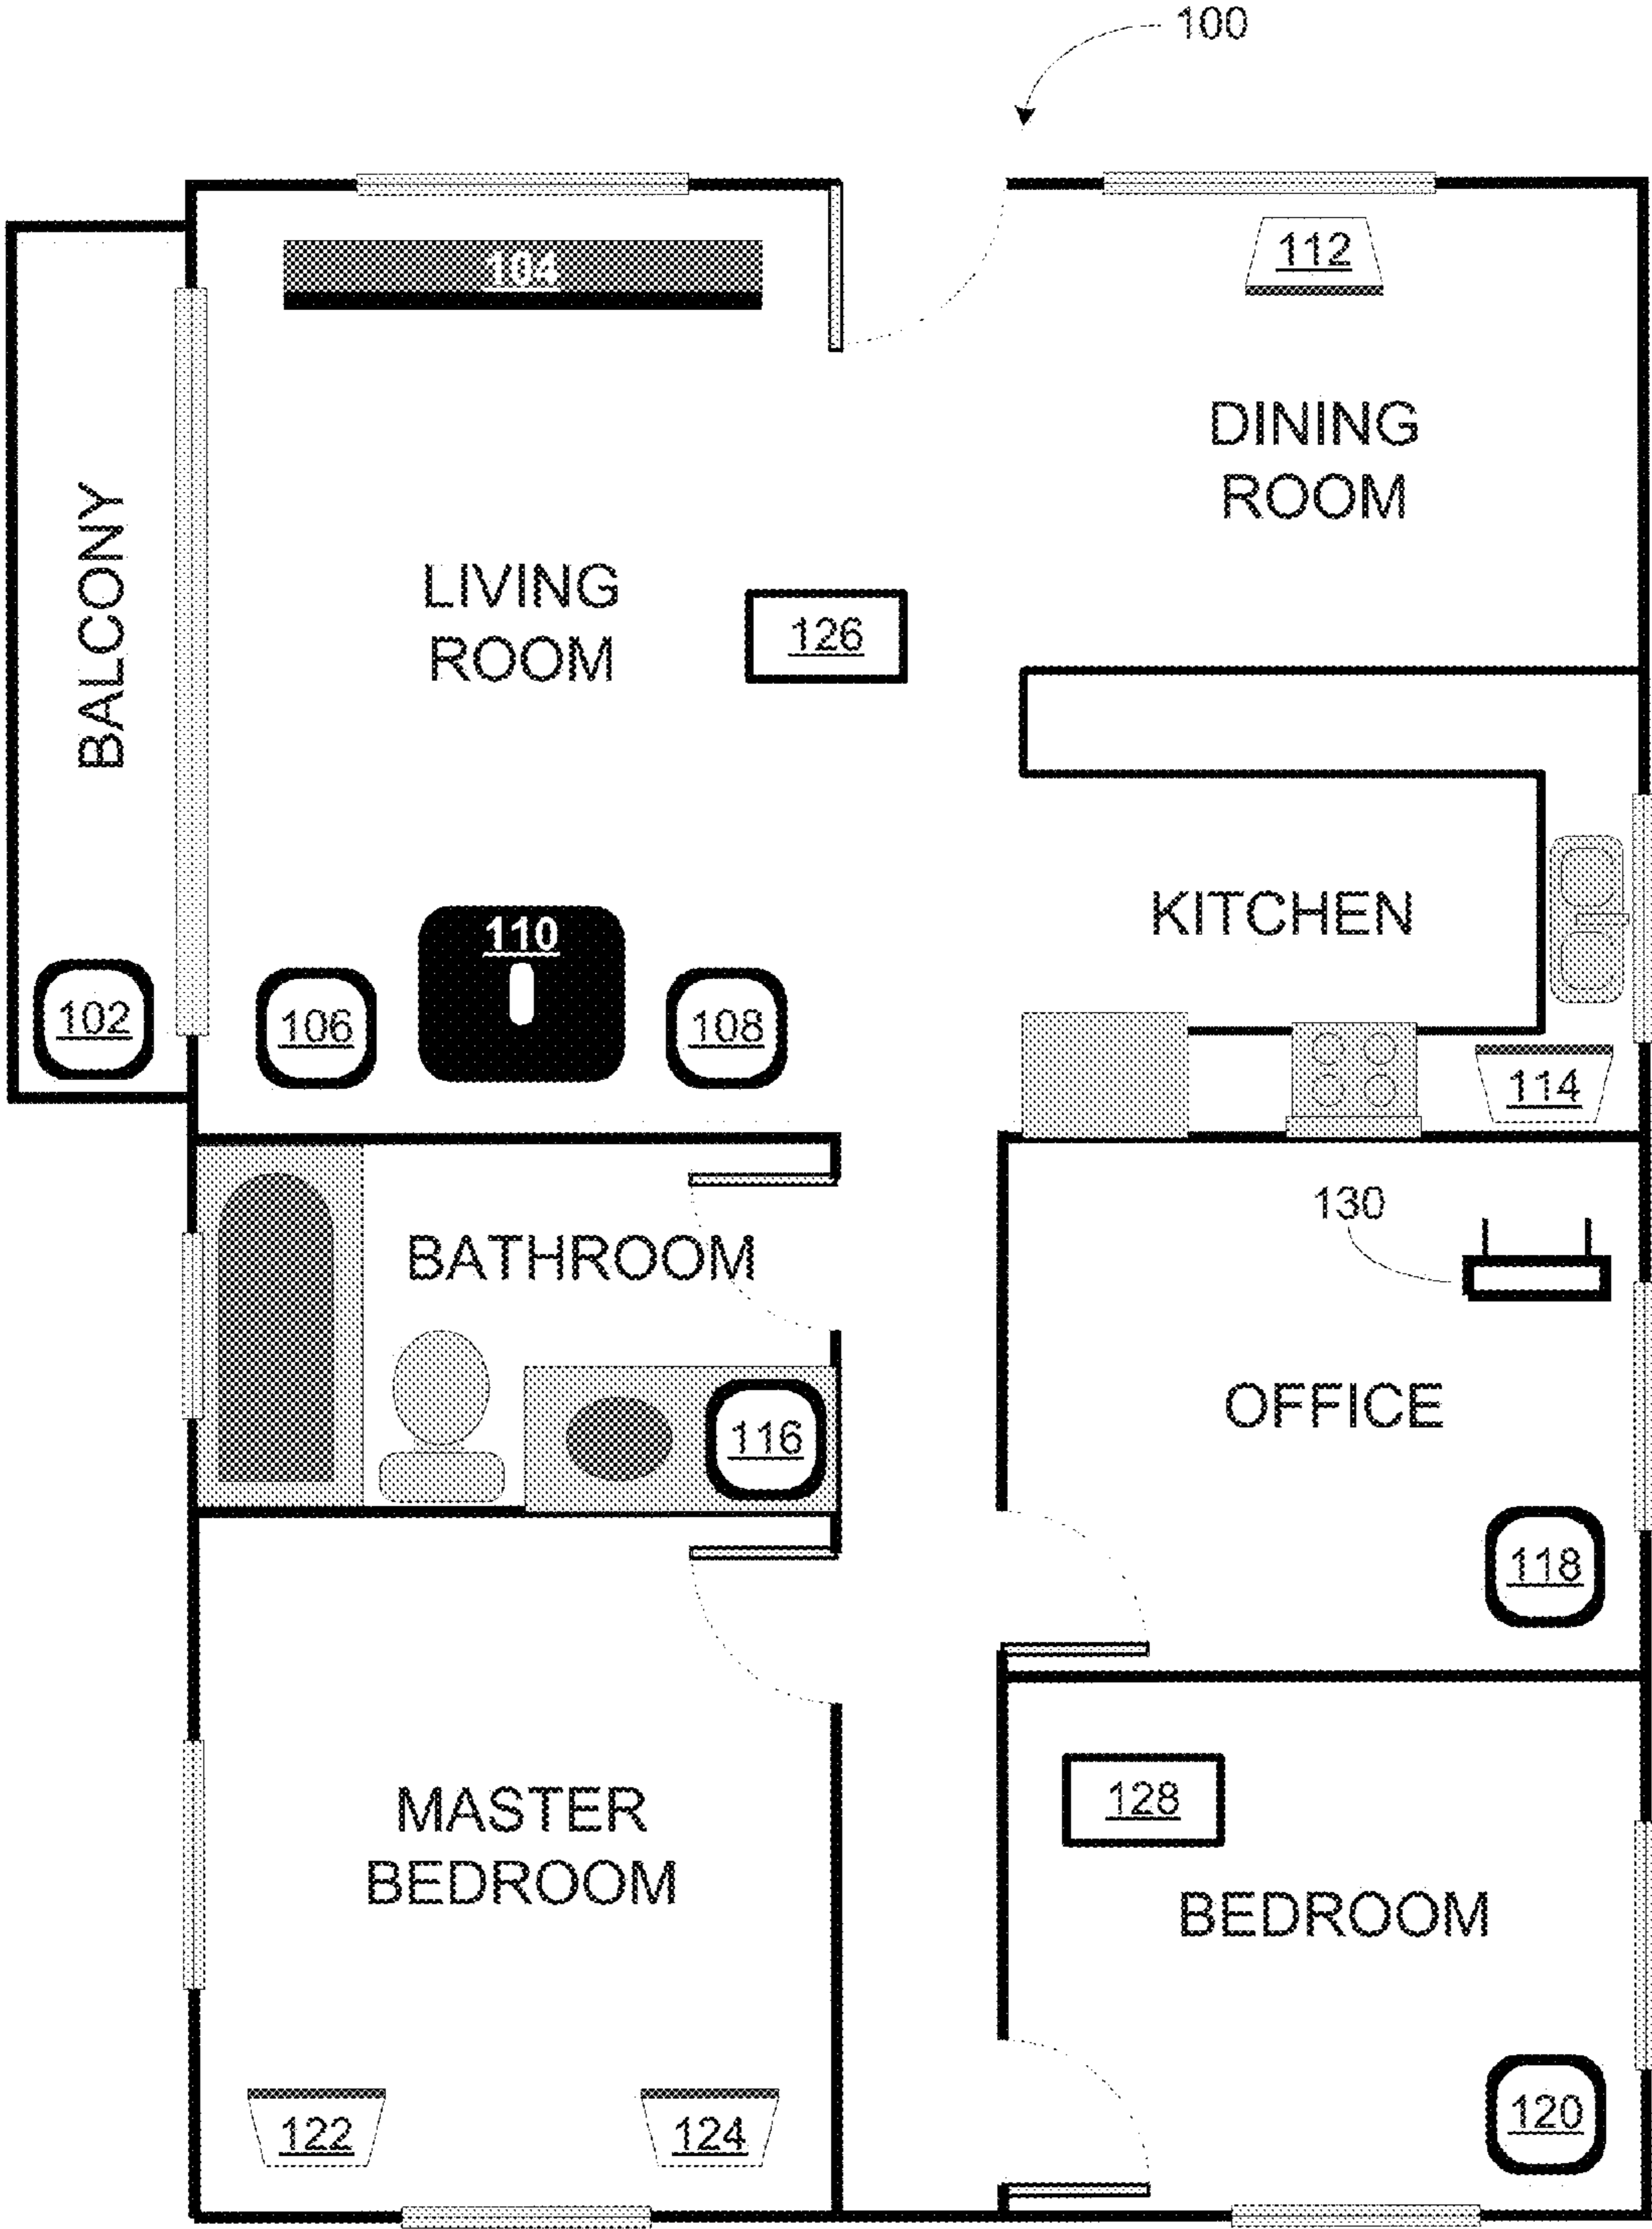 100
104
112
DINING
ROOM
BALCONY
LIVING
ROOM
126
KITCHEN
110
102
106
108
114
130
BATHROOM
OFFICE
116
118
MASTER
BEDROOM
128
BEDROOM
122
124
120